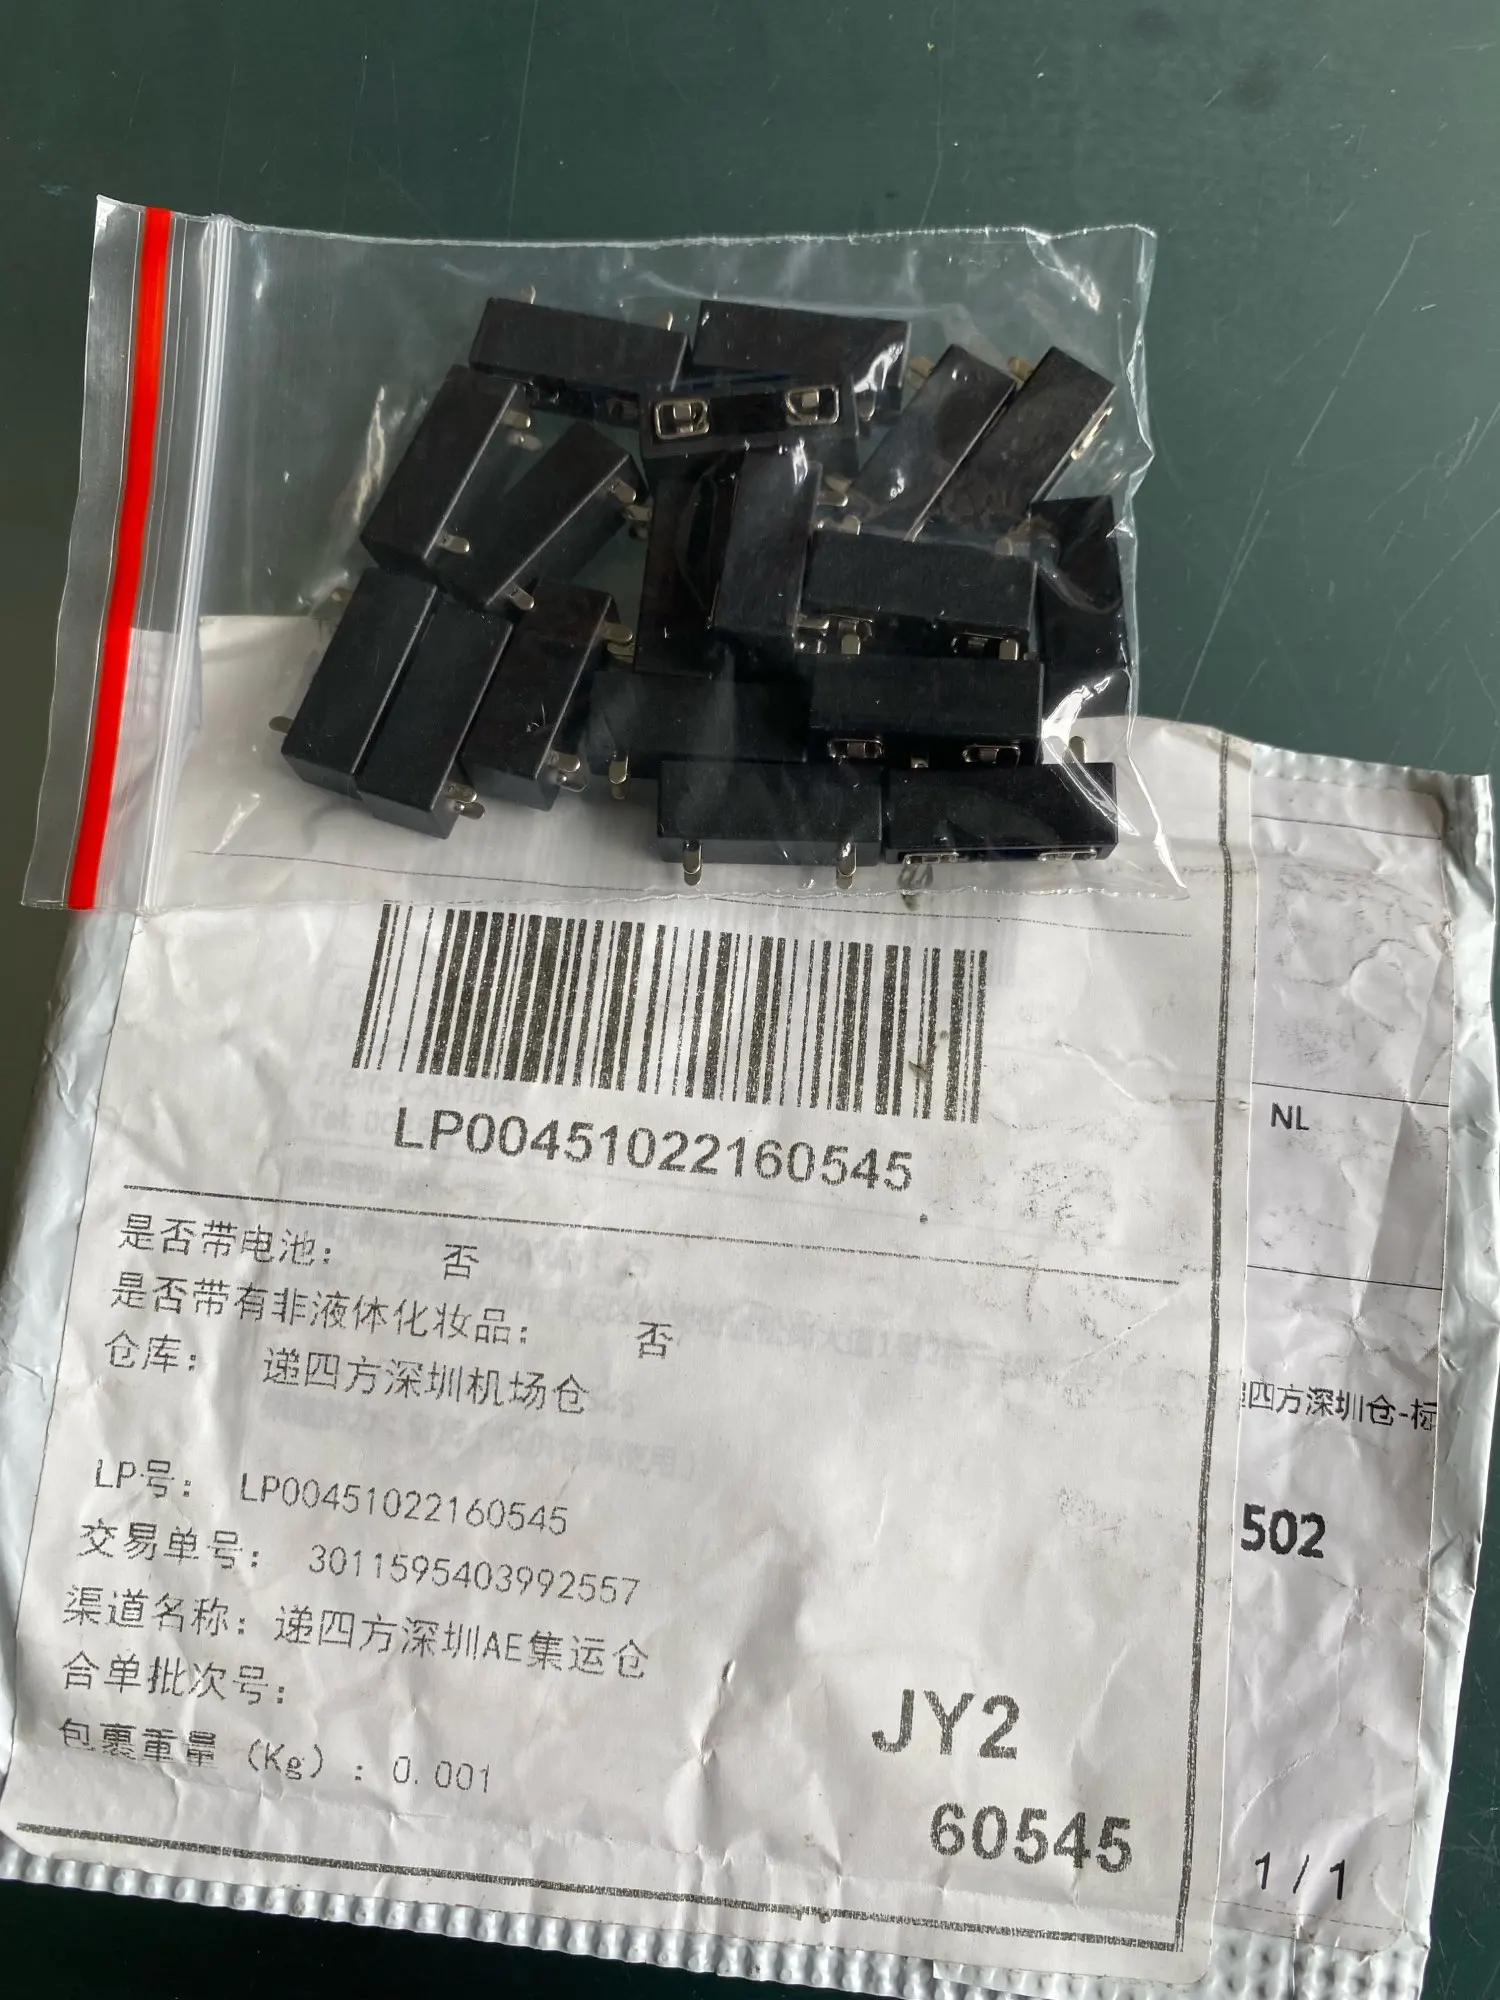 LP00451022160545
是否带电池: 否
是否带有非液体化妆品: 否
仓库: 递四方深圳机场仓
LP号: LP00451022160545
交易单号: 3011595403992557
渠道名称: 递四方深圳AE集运仓
合单批次号:
包裹重量 (Kg) : 0.001
JY2
60545
NL
四方深圳仓-标
502
1 / 1